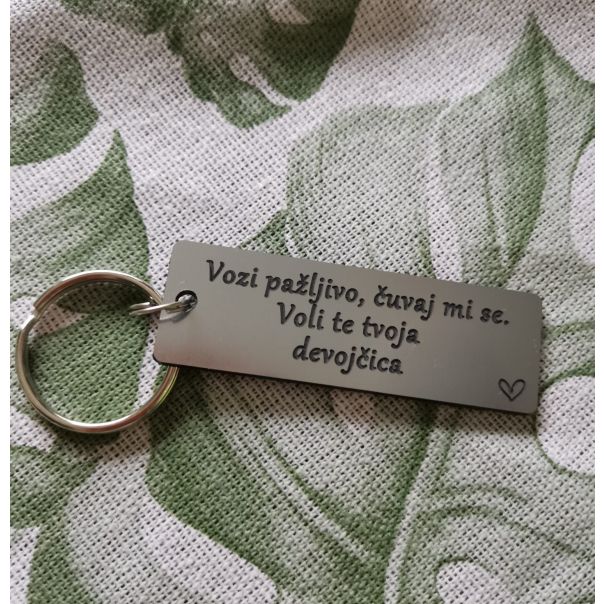 Vozi pažljivo, čuvaj mi se.
Voli te tvoja
devojčica